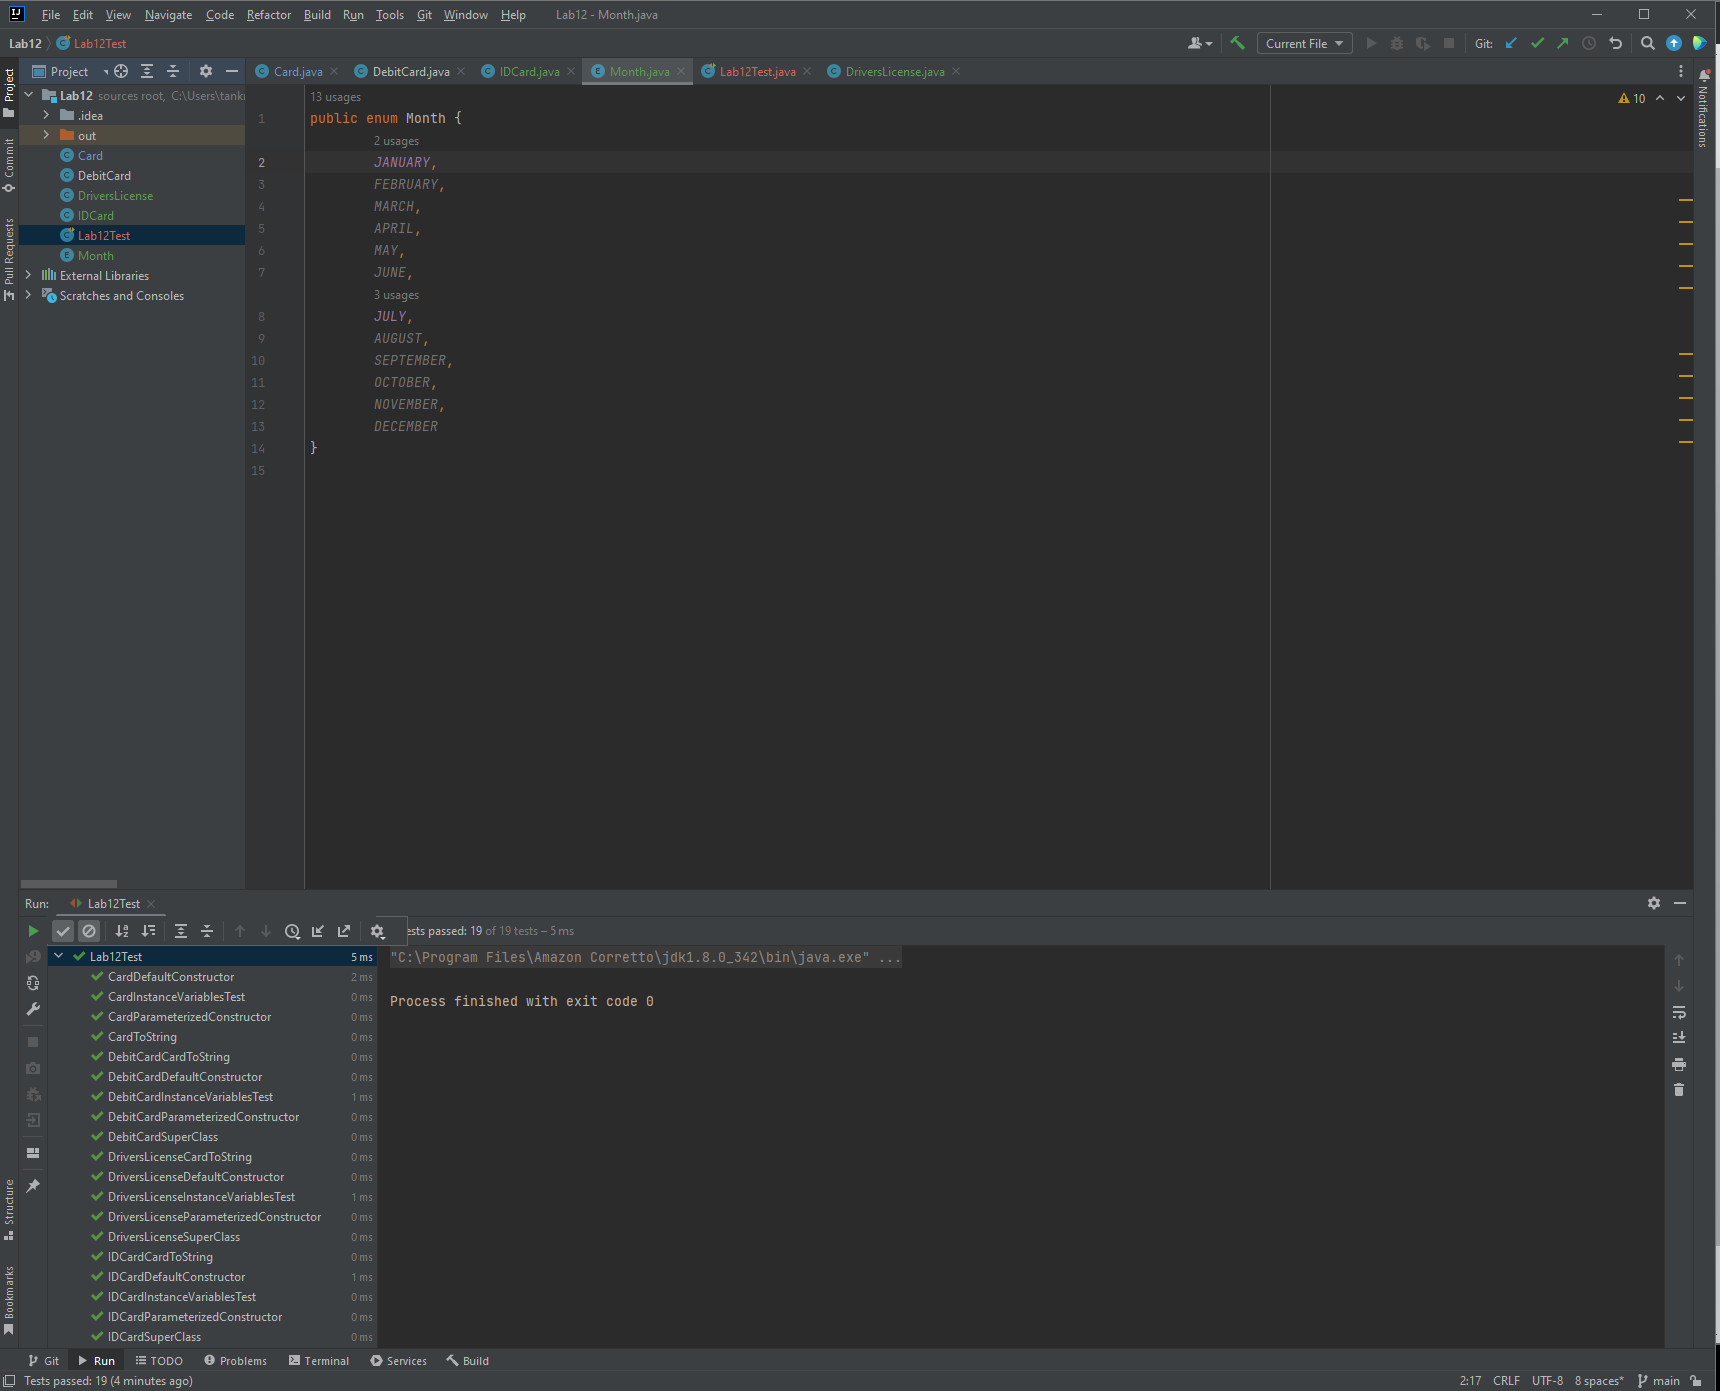 File Edit View Navigate Code Refactor Build Run Tools Git Window Help Lab12 - Month.java
Lab12 Lab12Test Current File Git:
Project Card.java DebitCard.java IDCard.java Month.java Lab12Test.java DriversLicense.java
Project
Commit
Pull Requests
Structure
Bookmarks
Notifications
Lab12 sources root, C:\Users\tank
.idea
out
Card
DebitCard
DriversLicense
IDCard
Lab12Test
Month
External Libraries
Scratches and Consoles
10
13 usages
1 public enum Month {
2 usages
2 JANUARY,
3 FEBRUARY,
4 MARCH,
5 APRIL,
6 MAY,
7 JUNE,
3 usages
8 JULY,
9 AUGUST,
10 SEPTEMBER,
11 OCTOBER,
12 NOVEMBER,
13 DECEMBER
14 }
15
Run: Lab12Test
ests passed: 19 of 19 tests – 5 ms
Lab12Test 5 ms
CardDefaultConstructor 2 ms
CardInstanceVariablesTest 0 ms
CardParameterizedConstructor 0 ms
CardToString 0 ms
DebitCardCardToString 0 ms
DebitCardDefaultConstructor 0 ms
DebitCardInstanceVariablesTest 1 ms
DebitCardParameterizedConstructor 0 ms
DebitCardSuperClass 0 ms
DriversLicenseCardToString 0 ms
DriversLicenseDefaultConstructor 0 ms
DriversLicenseInstanceVariablesTest 1 ms
DriversLicenseParameterizedConstructor 0 ms
DriversLicenseSuperClass 0 ms
IDCardCardToString 0 ms
IDCardDefaultConstructor 1 ms
IDCardInstanceVariablesTest 0 ms
IDCardParameterizedConstructor 0 ms
IDCardSuperClass 0 ms
"C:\Program Files\Amazon Corretto\jdk1.8.0_342\bin\java.exe" ...
Process finished with exit code 0
Git Run TODO Problems Terminal Services Build
Tests passed: 19 (4 minutes ago) 2:17 CRLF UTF-8 8 spaces* main